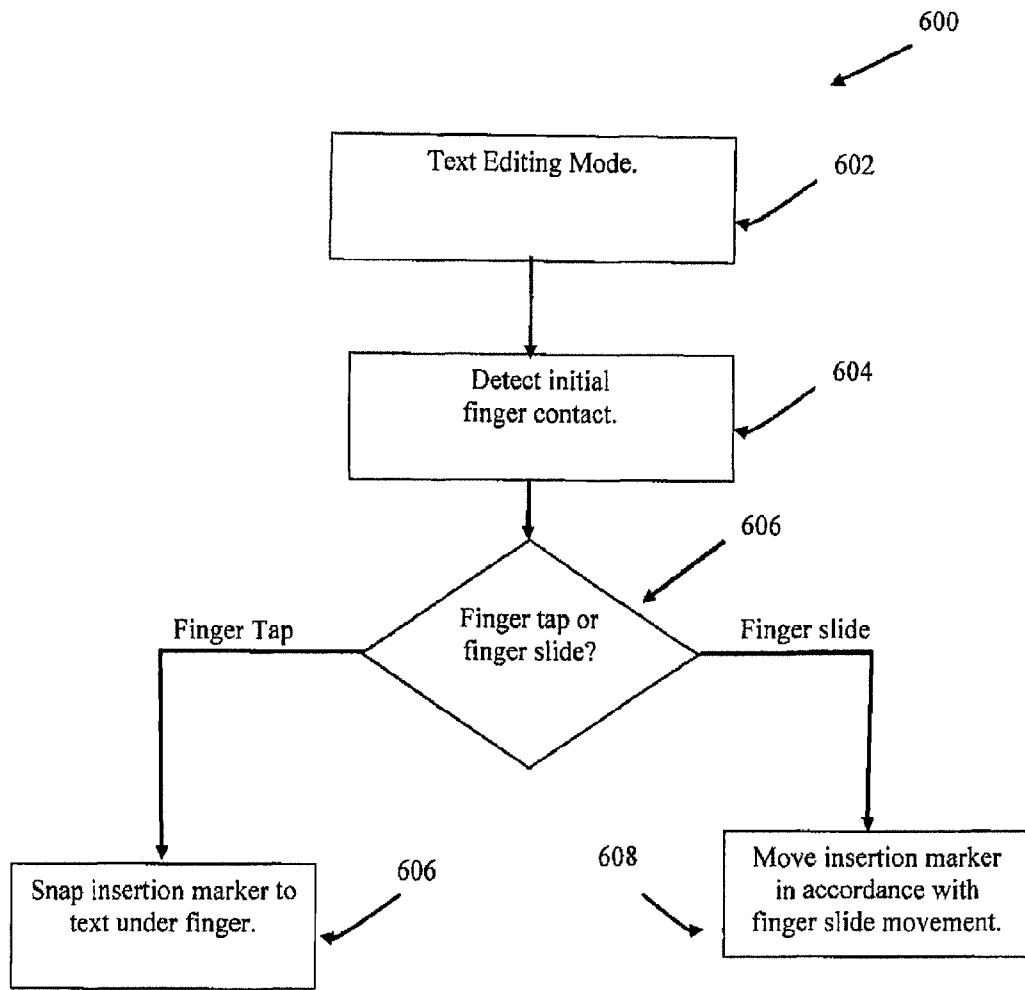 600
Text Editing Mode.
602
Detect initial
finger contact.
604
606
Finger tap or
finger slide?
Finger Tap
Finger slide
Snap insertion marker to
text under finger.
606
608
Move insertion marker
in accordance with
finger slide movement.